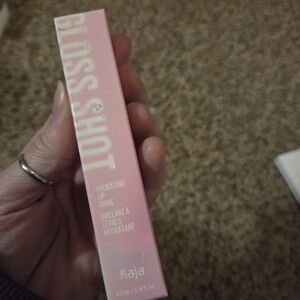 GLOSS SHOT
HYDRATING
LIP
SHINE
BRILLANT À
LÈVRES
HYDRATANT
Kaja